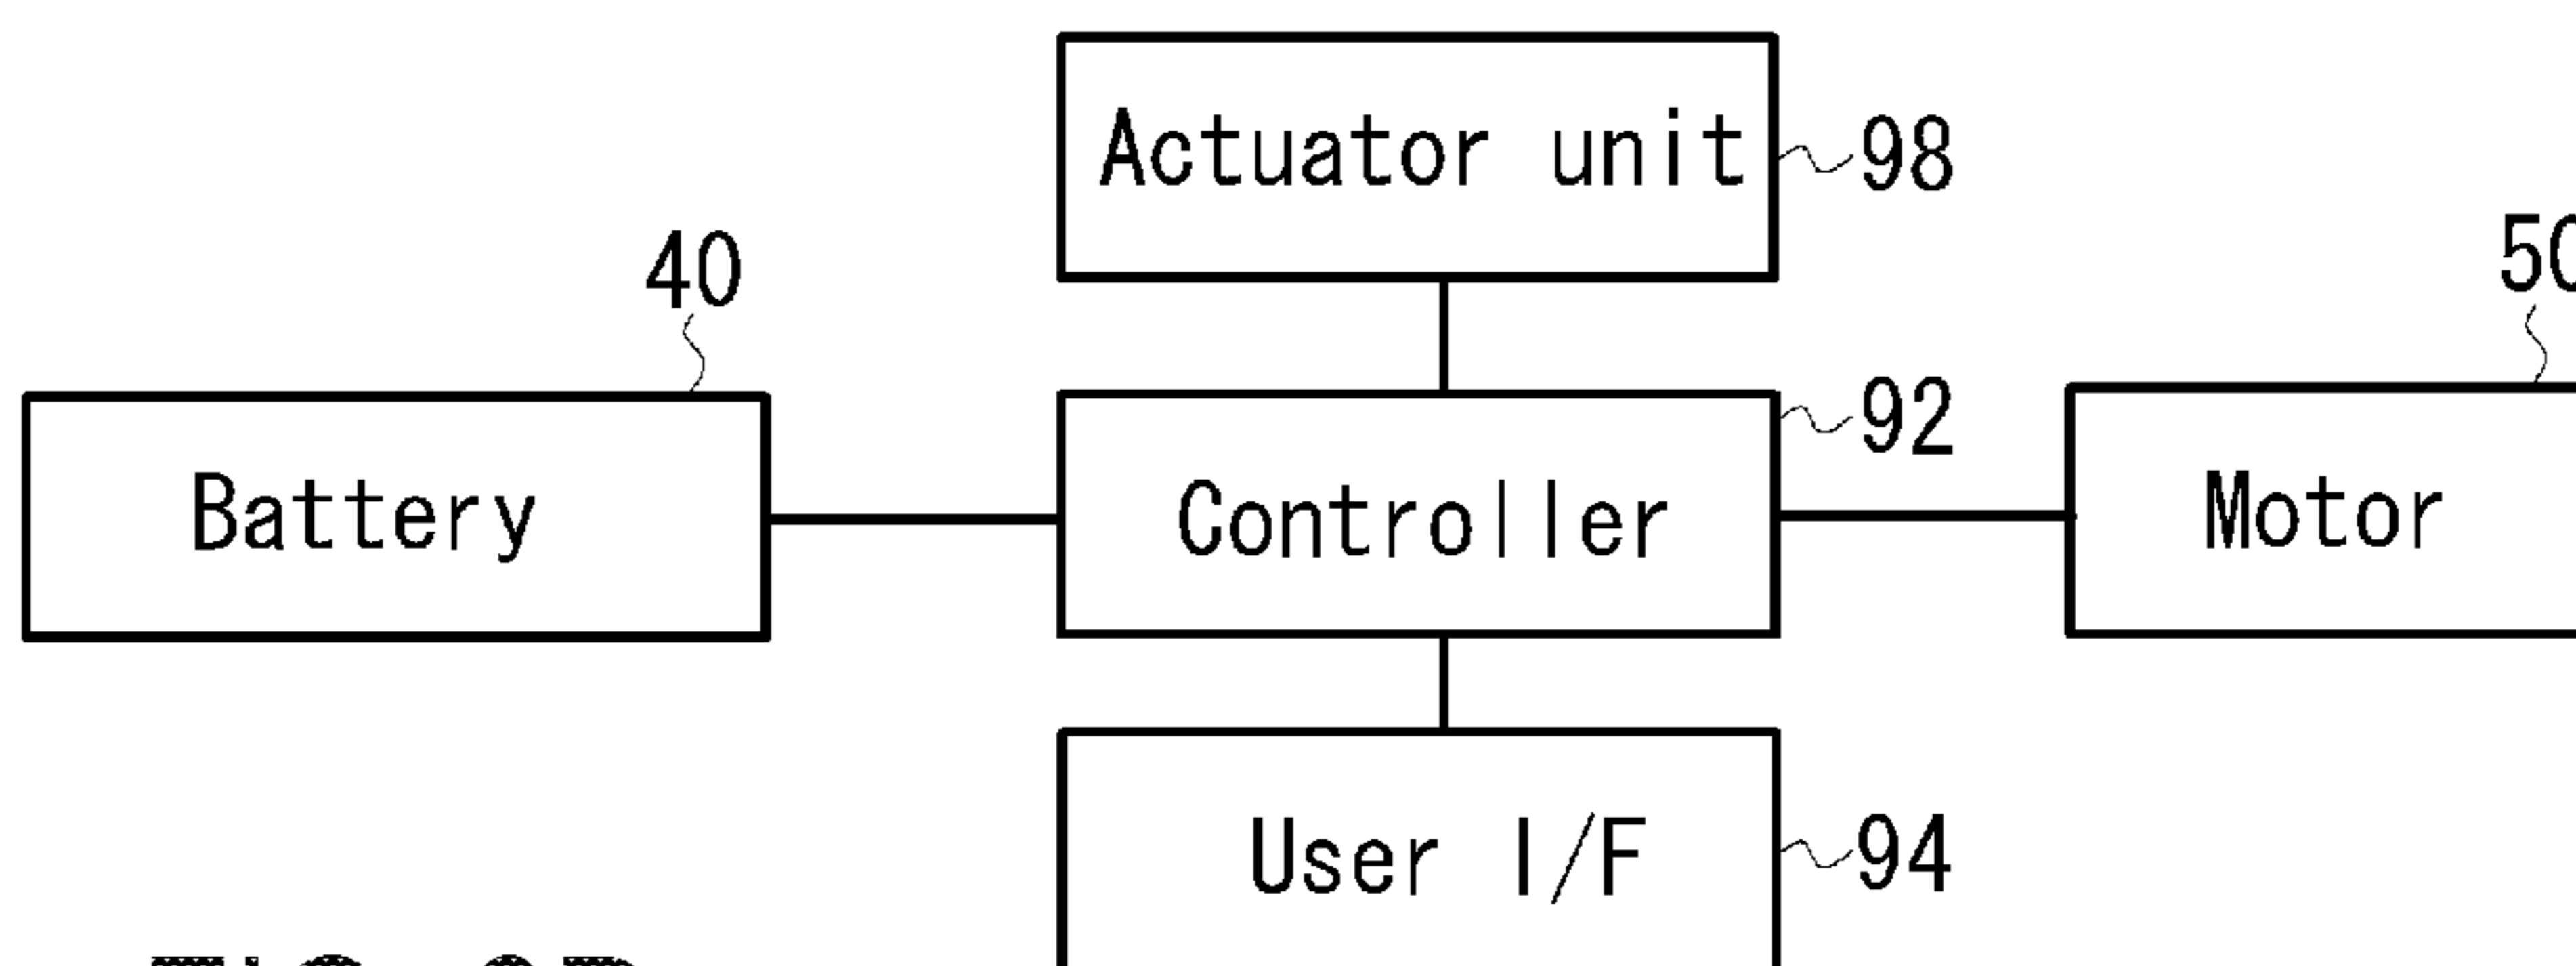 Actuator unit
98
40
50
Battery
Controller
92
Motor
User I/F
94